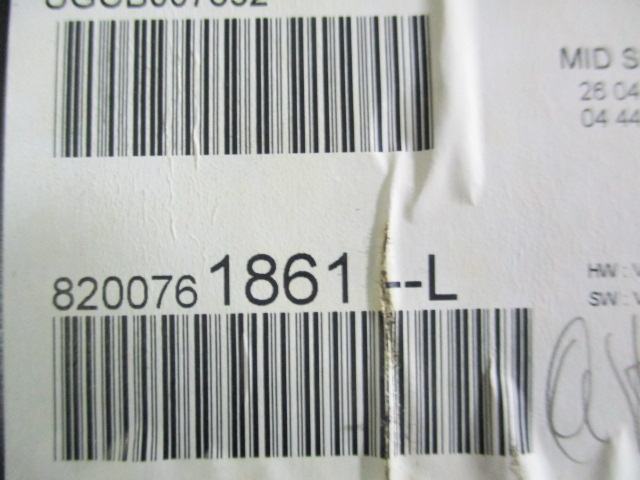 MID S
26 04
04 44
8200761861--L
HW : V
SW : V